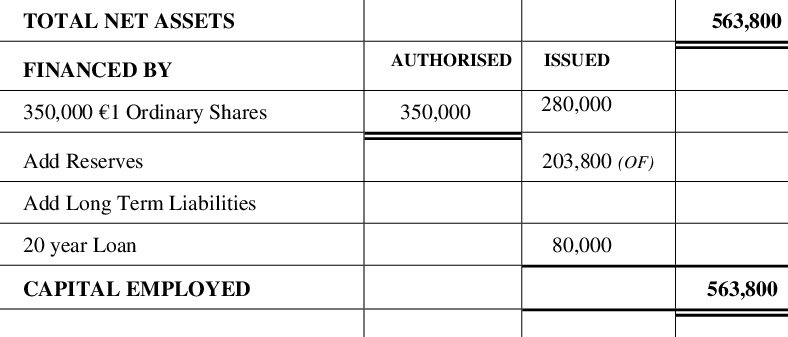 TOTAL NET ASSETS 563,800
FINANCED BY AUTHORISED ISSUED
350,000 €1 Ordinary Shares 350,000 280,000
Add Reserves 203,800 (OF)
Add Long Term Liabilities
20 year Loan 80,000
CAPITAL EMPLOYED 563,800